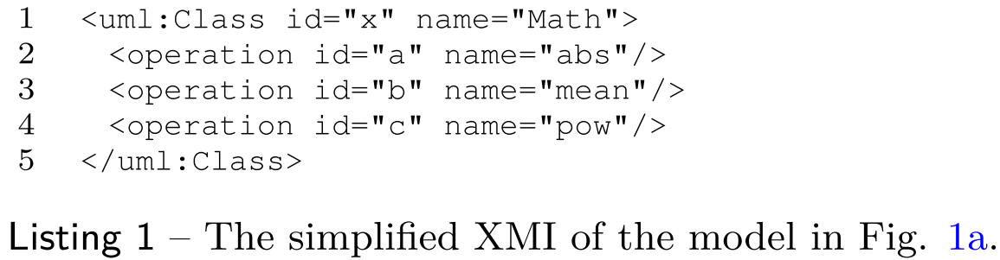 1 <uml:Class id="x" name="Math">
2 <operation id="a" name="abs"/>
3 <operation id="b" name="mean"/>
4 <operation id="c" name="pow"/>
5 </uml:Class>
Listing 1 – The simplified XMI of the model in Fig. 1a.